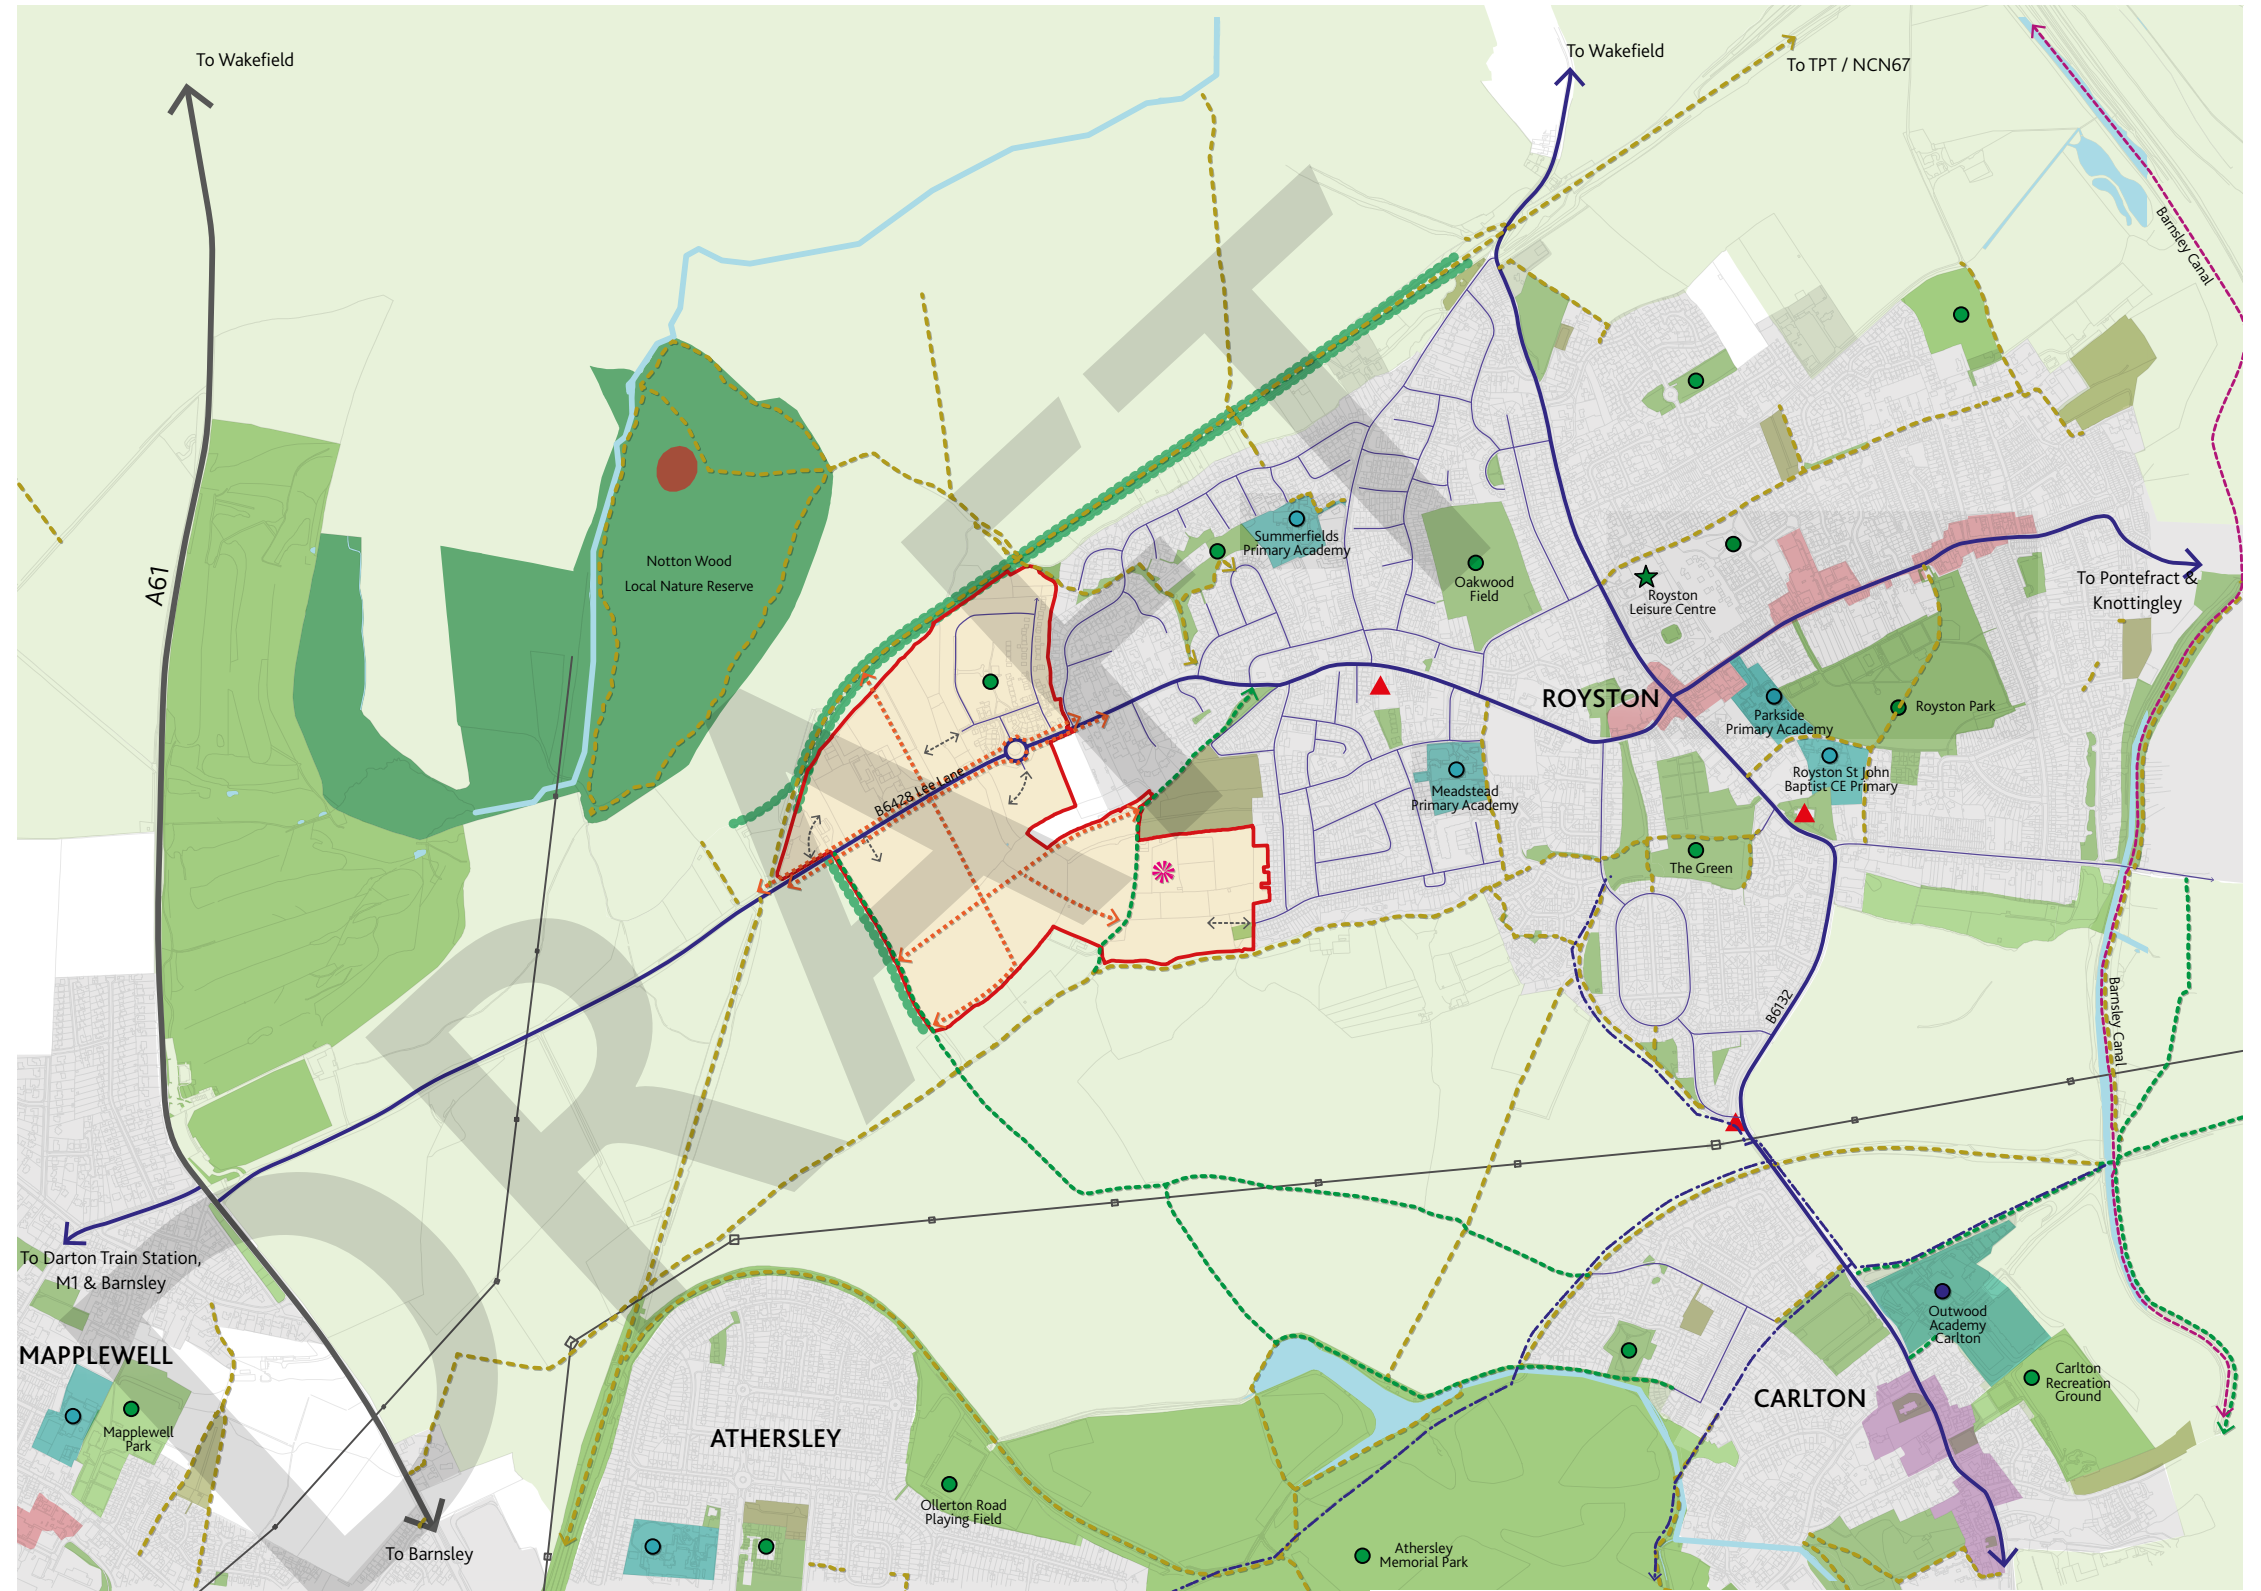 To Wakefield
To Wakefield
To TPT / NCN67
Barnsley Canal
A61
Notton Wood
Local Nature Reserve
Summerfields
Primary Academy
Oakwood
Field
Royston
Leisure Centre
To Pontefract &
Knottingley
ROYSTON
Parkside
Primary Academy
Royston Park
B6428 Lee Lane
Meadstead
Primary Academy
Royston St John
Baptist CE Primary
The Green
B6132
Barnsley Canal
To Darton Train Station,
M1 & Barnsley
MAPPLEWELL
Mapplewell
Park
To Barnsley
ATHERSLEY
Ollerton Road
Playing Field
Athersley
Memorial Park
CARLTON
Outwood
Academy
Carlton
Carlton
Recreation
Ground
DRAFT